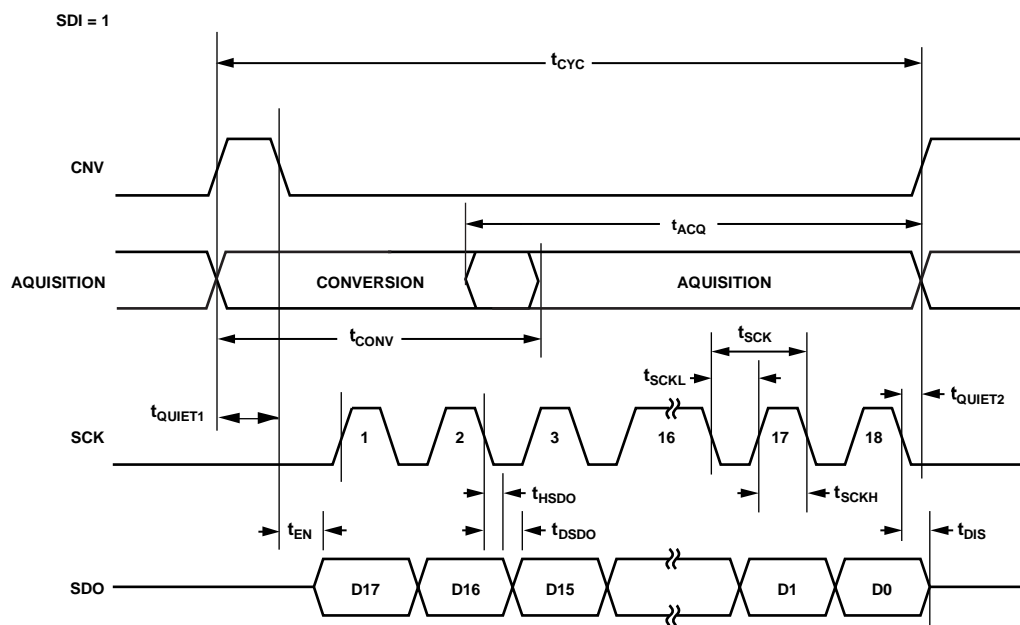 SDI = 1
tCYC
CNV
tACQ
AQUISITION
CONVERSION
AQUISITION
tCONV
tSCK
tSCKL
tQUIET1
tQUIET2
SCK
1
2
3
16
17
18
tHSDO
tSCKH
tEN
tDSDO
tDIS
SDO
D17
D16
D15
D1
D0